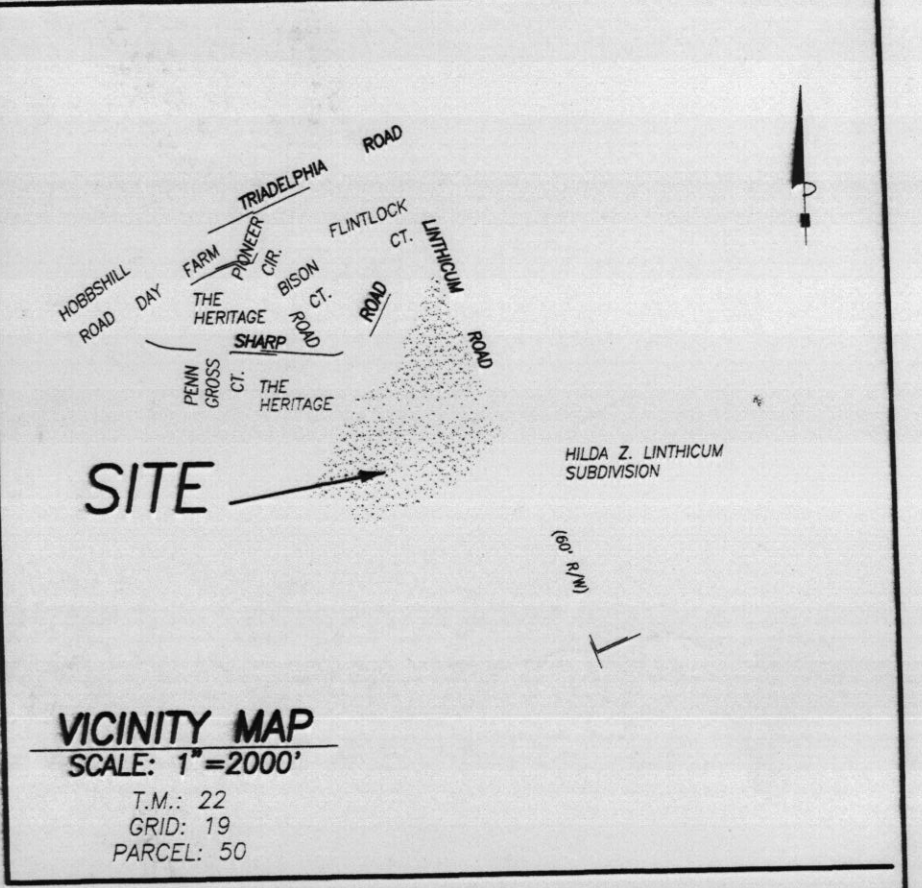 TRIADELPHIA ROAD
HOBBSHILL
ROAD
DAY FARM
PIONEER
CIR.
FLINTLOCK
CT.
LINTHICUM ROAD
THE
HERITAGE
BISON
CT.
ROAD
ROAD
SHARP
PENN
GROSS
CT.
THE
HERITAGE
SITE
HILDA Z. LINTHICUM
SUBDIVISION
(60' R/W)
VICINITY MAP
SCALE: 1"=2000'
T.M.: 22
GRID: 19
PARCEL: 50